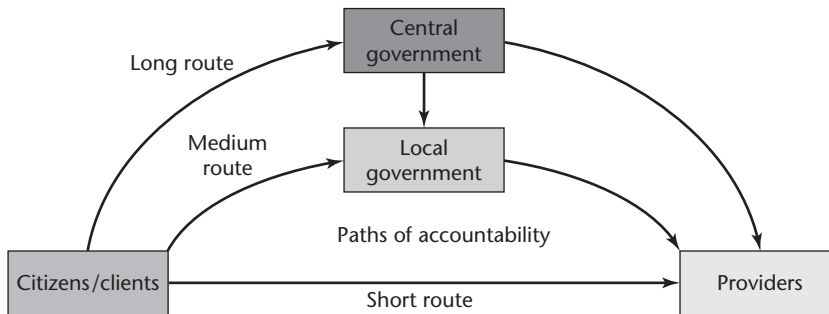 Central
government
Long route
Medium
route
Local
government
Paths of accountability
Citizens/clients
Providers
Short route